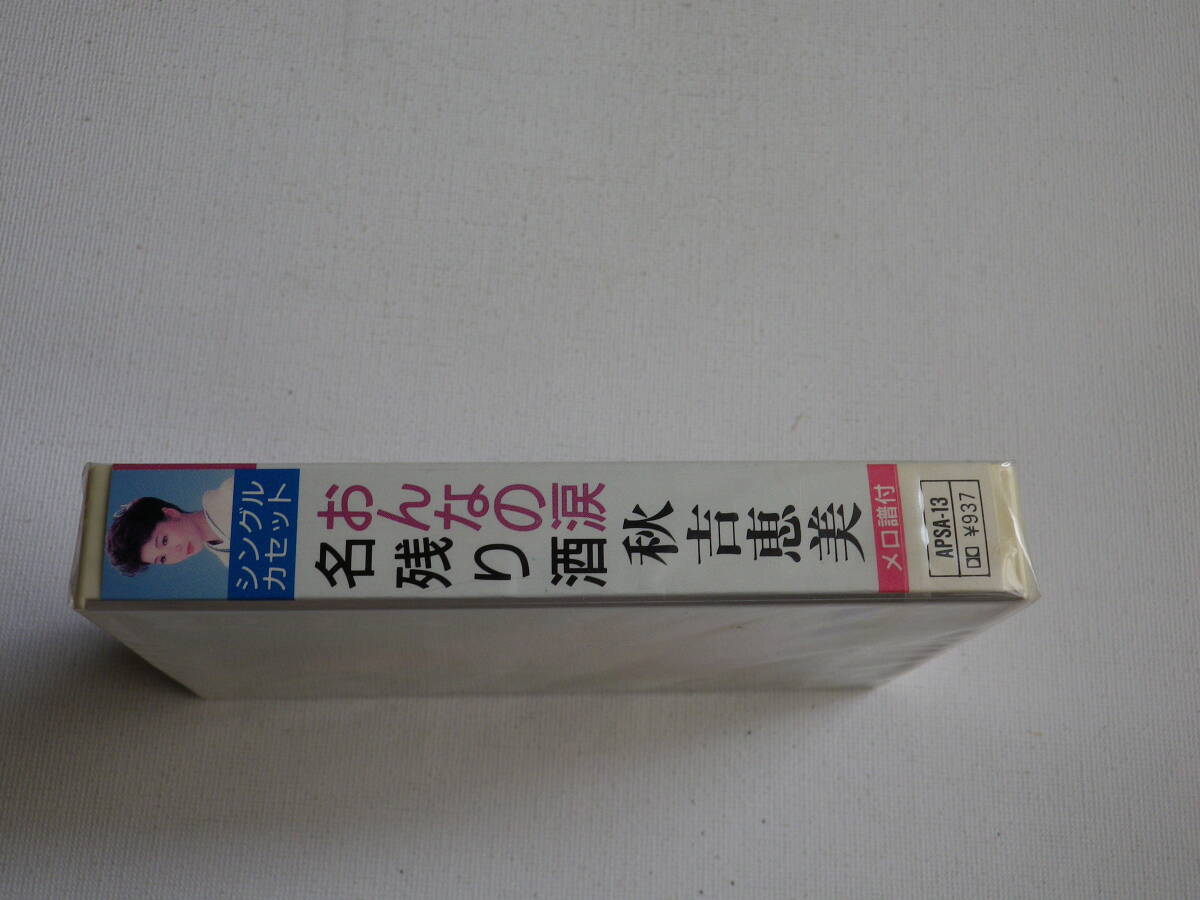 シングル
カセット
おんなの涙
名残り酒
秋吉恵美
メロ譜付
APSA-13
¥937